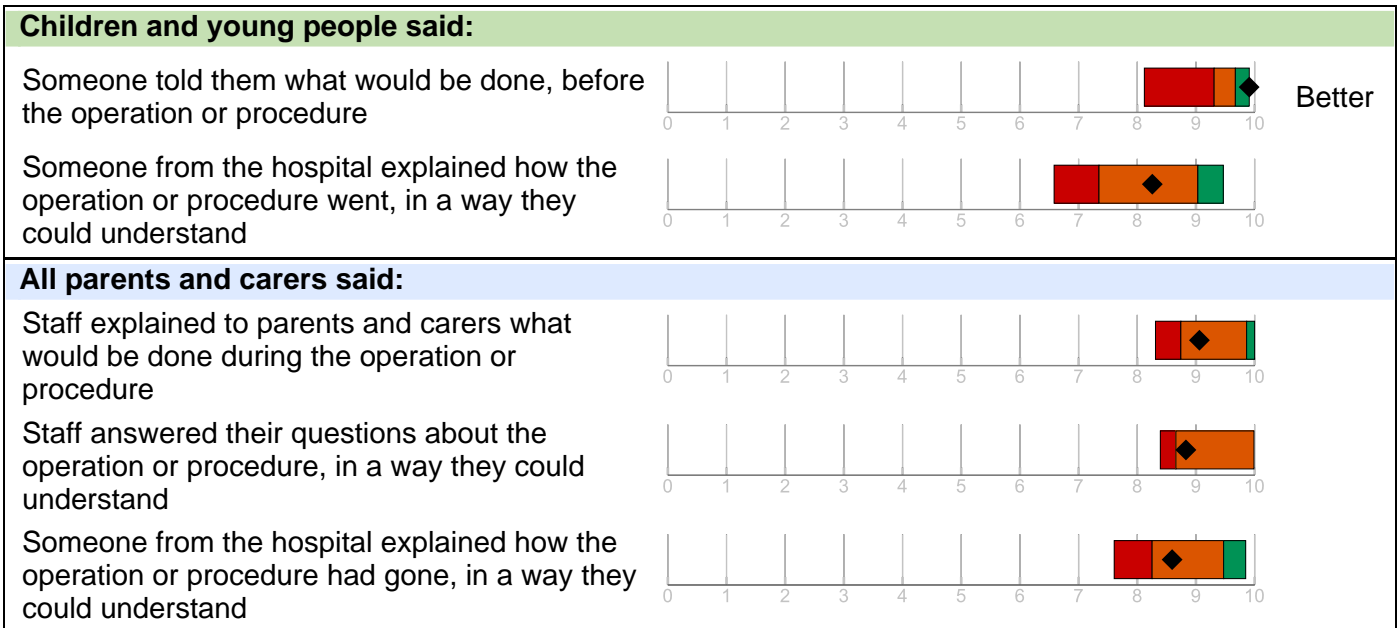 Children and young people said:
Someone told them what would be done, before
the operation or procedure
0 1 2 3 4 5 6 7 8 9 10
Better
Someone from the hospital explained how the
operation or procedure went, in a way they
could understand
0 1 2 3 4 5 6 7 8 9 10
All parents and carers said:
Staff explained to parents and carers what
would be done during the operation or
procedure
0 1 2 3 4 5 6 7 8 9 10
Staff answered their questions about the
operation or procedure, in a way they could
understand
0 1 2 3 4 5 6 7 8 9 10
Someone from the hospital explained how the
operation or procedure had gone, in a way they
could understand
0 1 2 3 4 5 6 7 8 9 10